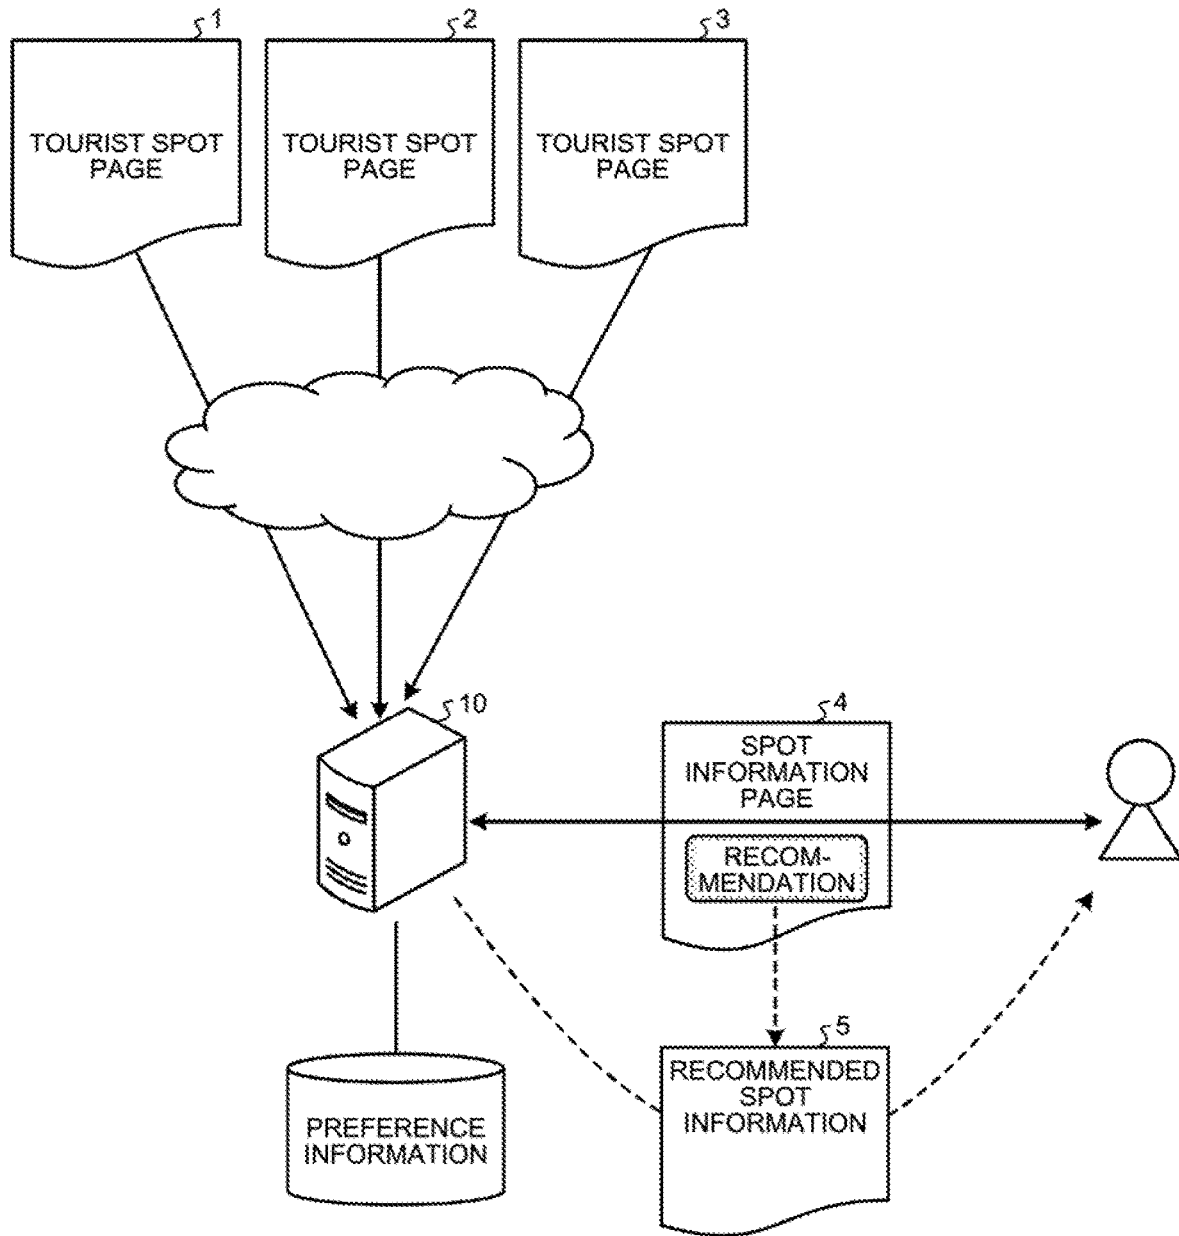 1
2
3
TOURIST SPOT
PAGE
TOURIST SPOT
PAGE
TOURIST SPOT
PAGE
10
4
SPOT
INFORMATION
PAGE
RECOM-
MENDATION
5
RECOMMENDED
SPOT
INFORMATION
PREFERENCE
INFORMATION